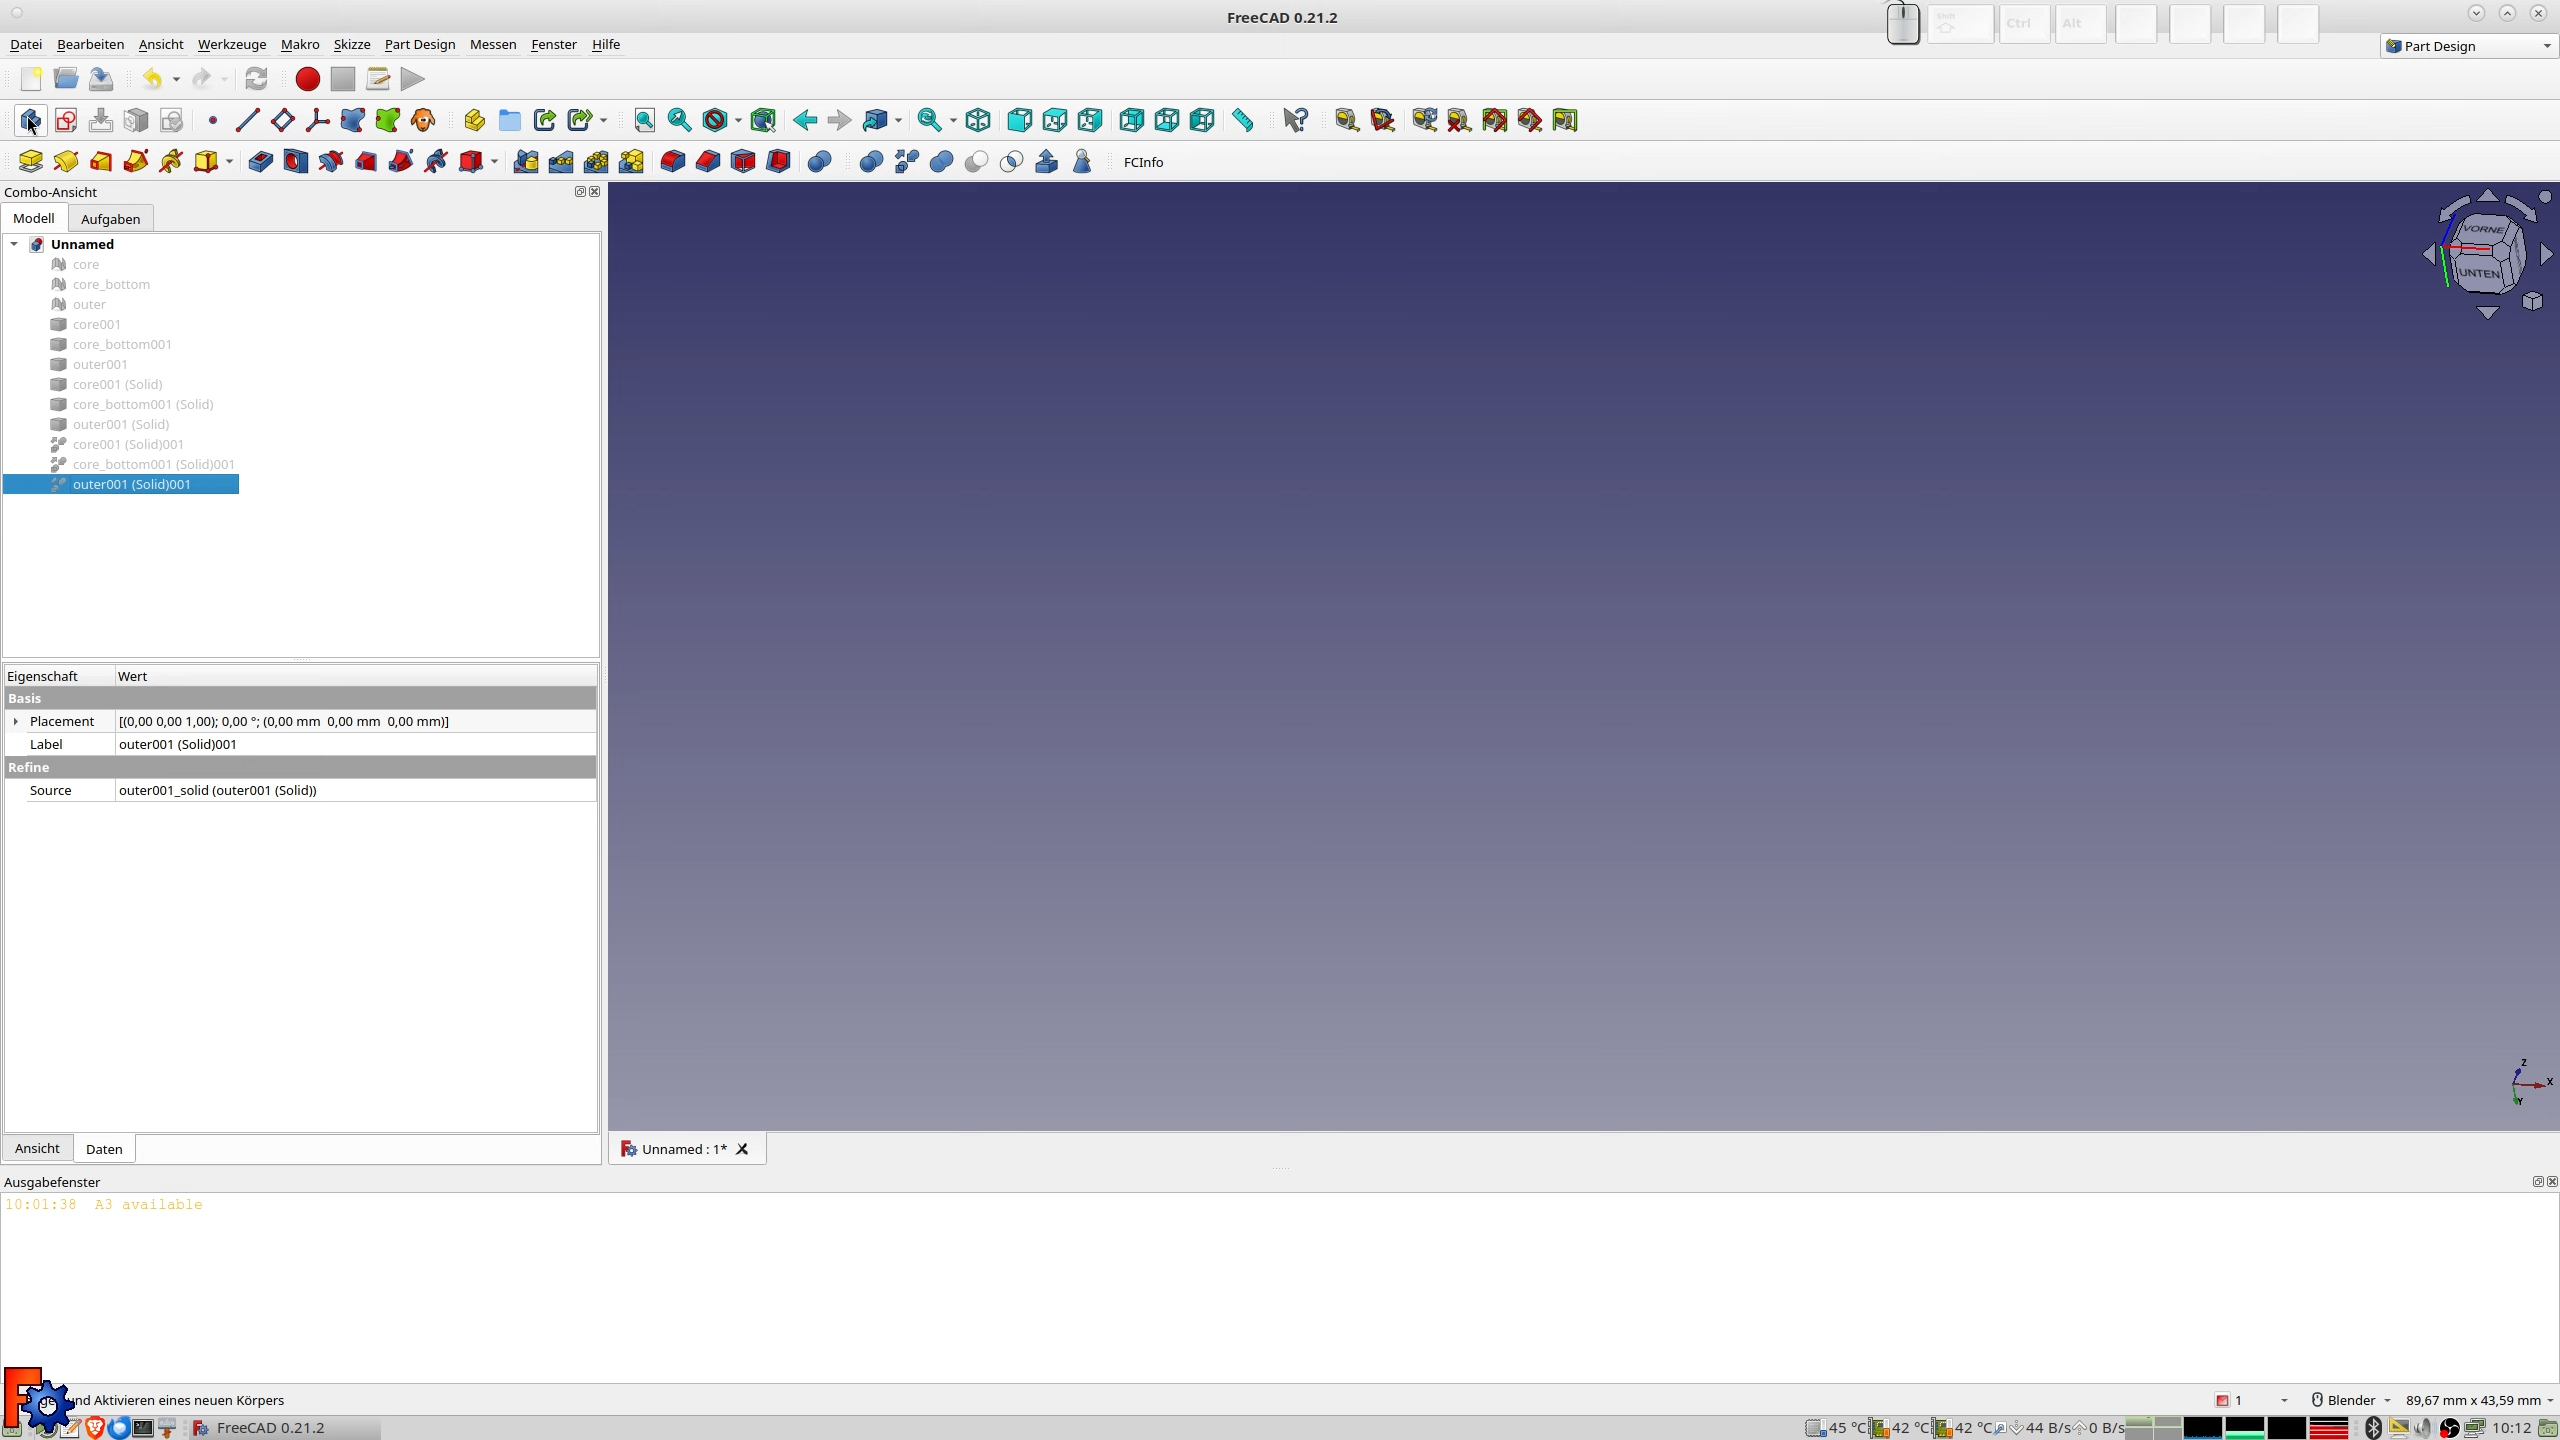 FreeCAD 0.21.2
Shift
Ctrl
Alt
Datei Bearbeiten Ansicht Werkzeuge Makro Skizze Part Design Messen Fenster Hilfe
Part Design
FCInfo
Combo-Ansicht
Modell Aufgaben
Unnamed
core
core_bottom
outer
core001
core_bottom001
outer001
core001 (Solid)
core_bottom001 (Solid)
outer001 (Solid)
core001 (Solid)001
core_bottom001 (Solid)001
outer001 (Solid)001
VORNE
UNTEN
Eigenschaft Wert
Basis
Placement [(0,00 0,00 1,00); 0,00 °; (0,00 mm 0,00 mm 0,00 mm)]
Label outer001 (Solid)001
Refine
Source outer001_solid (outer001 (Solid))
Z
X
Y
Ansicht Daten
Unnamed : 1*
Ausgabefenster
10:01:38 A3 available
und Aktivieren eines neuen Körpers
1 Blender 89,67 mm x 43,59 mm
FreeCAD 0.21.2
45 °C 42 °C 42 °C 44 B/s 0 B/s 10:12